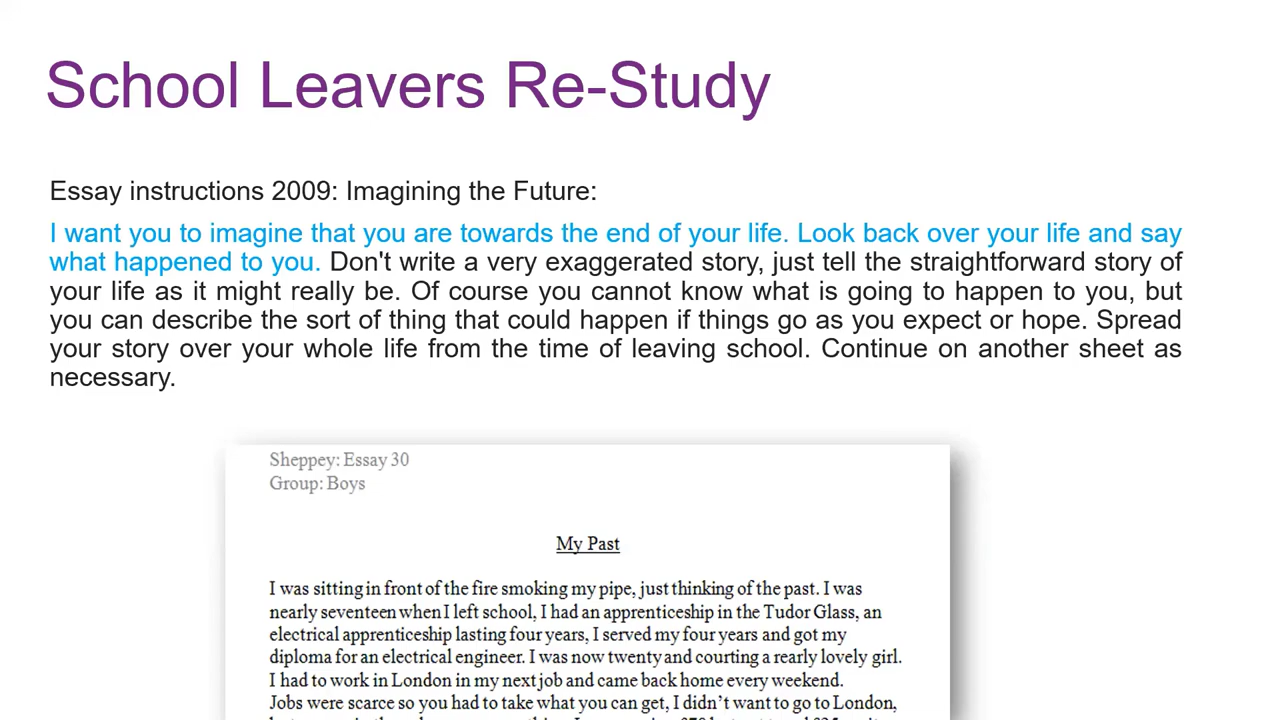 School Leavers Re-Study
Essay instructions 2009: Imagining the Future:
I want you to imagine that you are towards the end of your life. Look back over your life and say
what happened to you. Don't write a very exaggerated story, just tell the straightforward story of
your life as it might really be. Of course you cannot know what is going to happen to you, but
you can describe the sort of thing that could happen if things go as you expect or hope. Spread
your story over your whole life from the time of leaving school. Continue on another sheet as
necessary.
Sheppey: Essay 30
Group: Boys
My Past
I was sitting in front of the fire smoking my pipe, just thinking of the past. I was
nearly seventeen when I left school, I had an apprenticeship in the Tudor Glass, an
electrical apprenticeship lasting four years, I served my four years and got my
diploma for an electrical engineer. I was now twenty and courting a rearly lovely girl.
I had to work in London in my next job and came back home every weekend.
Jobs were scarce so you had to take what you can get, I didn't want to go to London,